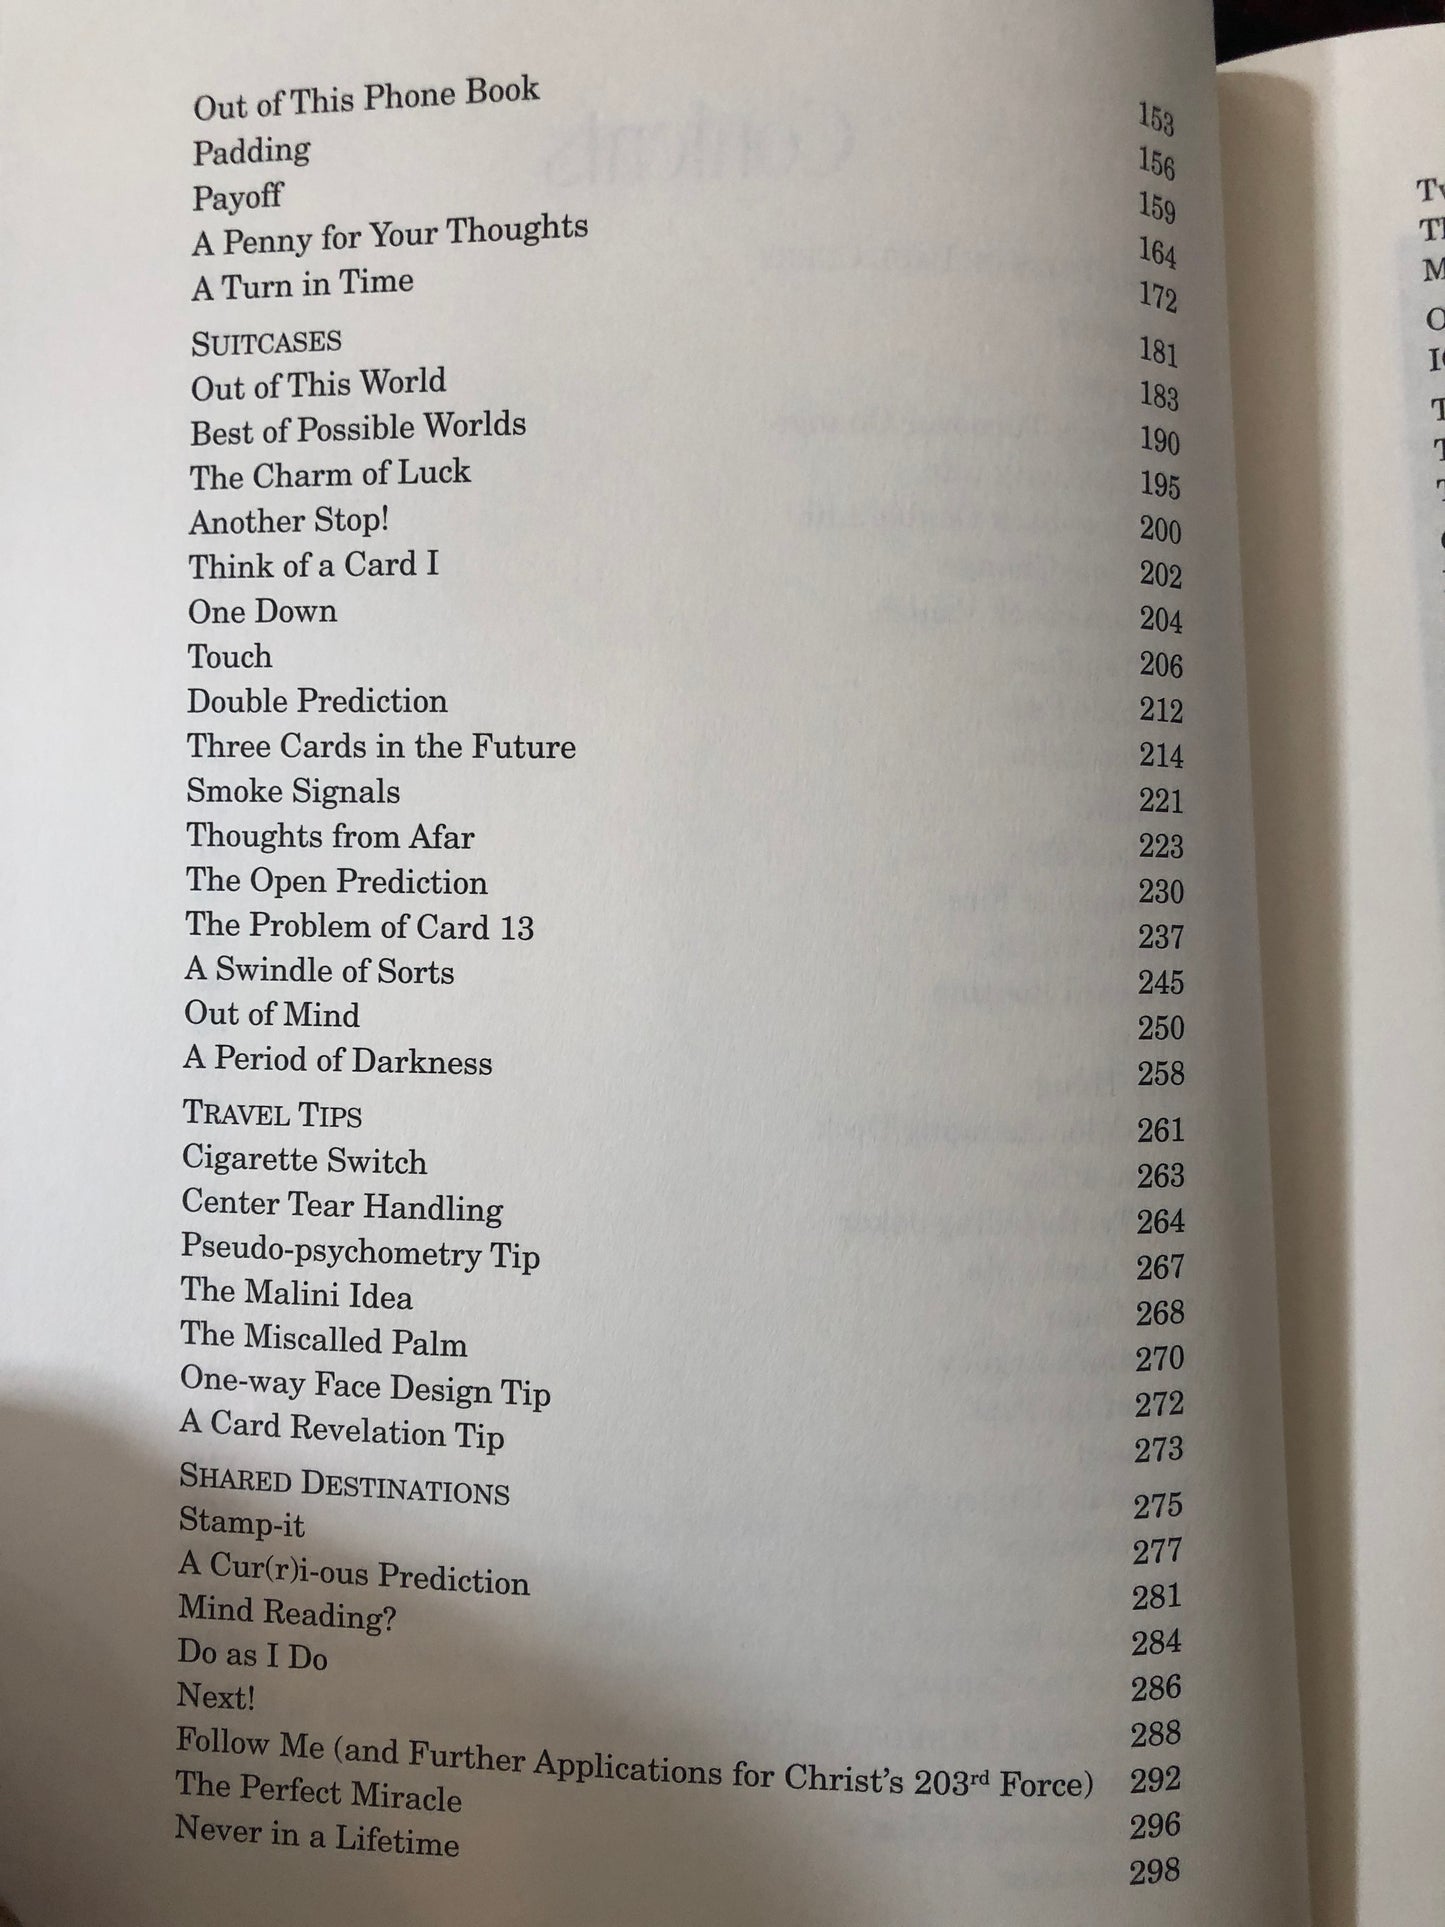 Out of This Phone Book 153
Padding 156
Payoff 159
A Penny for Your Thoughts 164
A Turn in Time 172
SUITCASES 181
Out of This World 183
Best of Possible Worlds 190
The Charm of Luck 195
Another Stop! 200
Think of a Card I 202
One Down 204
Touch 206
Double Prediction 212
Three Cards in the Future 214
Smoke Signals 221
Thoughts from Afar 223
The Open Prediction 230
The Problem of Card 13 237
A Swindle of Sorts 245
Out of Mind 250
A Period of Darkness 258
TRAVEL TIPS 261
Cigarette Switch 263
Center Tear Handling 264
Pseudo-psychometry Tip 267
The Malini Idea 268
The Miscalled Palm 270
One-way Face Design Tip 272
A Card Revelation Tip 273
SHARED DESTINATIONS 275
Stamp-it 277
A Cur(r)i-ous Prediction 281
Mind Reading? 284
Do as I Do 286
Next! 288
Follow Me (and Further Applications for Christ's 203rd Force) 292
The Perfect Miracle 296
Never in a Lifetime 298